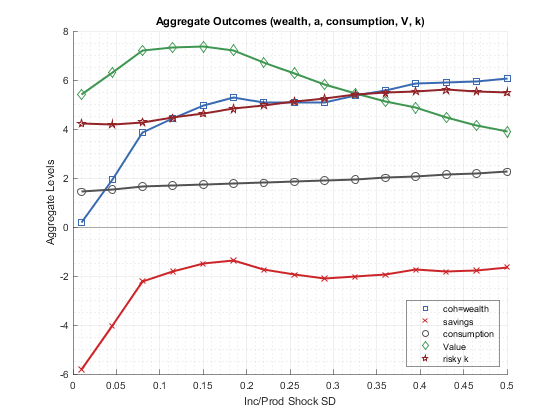 Aggregate Outcomes (wealth, a, consumption, V, k)
8
6
4
2
0
-2
-4
-6
Aggregate Levels
0 0.05 0.1 0.15 0.2 0.25 0.3 0.35 0.4 0.45 0.5
Inc/Prod Shock SD
coh=wealth
savings
consumption
Value
risky k